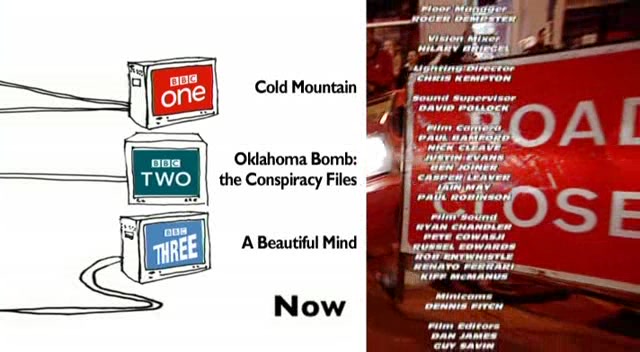 BBC
one
Cold Mountain
BBC
TWO
Oklahoma Bomb:
the Conspiracy Files
BBC
THREE
A Beautiful Mind
Now
Floor Manager
ROGER DEMPSTER
Vision Mixer
HILARY BRIEGEL
Lighting Director
CHRIS KEMPTON
Sound Supervisor
DAVID POLLOCK
Film Camera
PAUL BAMFORD
NICK CLEAVE
JUSTIN EVANS
BEN JOINER
CASPER LEAVER
IAIN MAY
PAUL ROBINSON
Film Sound
RYAN CHANDLER
PETE COWASJI
RUSSEL EDWARDS
ROB ENTWHISTLE
RENATO FERRARI
KIFF McMANUS
Minicams
DENNIS FITCH
Film Editors
DAN JAMES
GUY SAVIN
ROAD
CLOSE